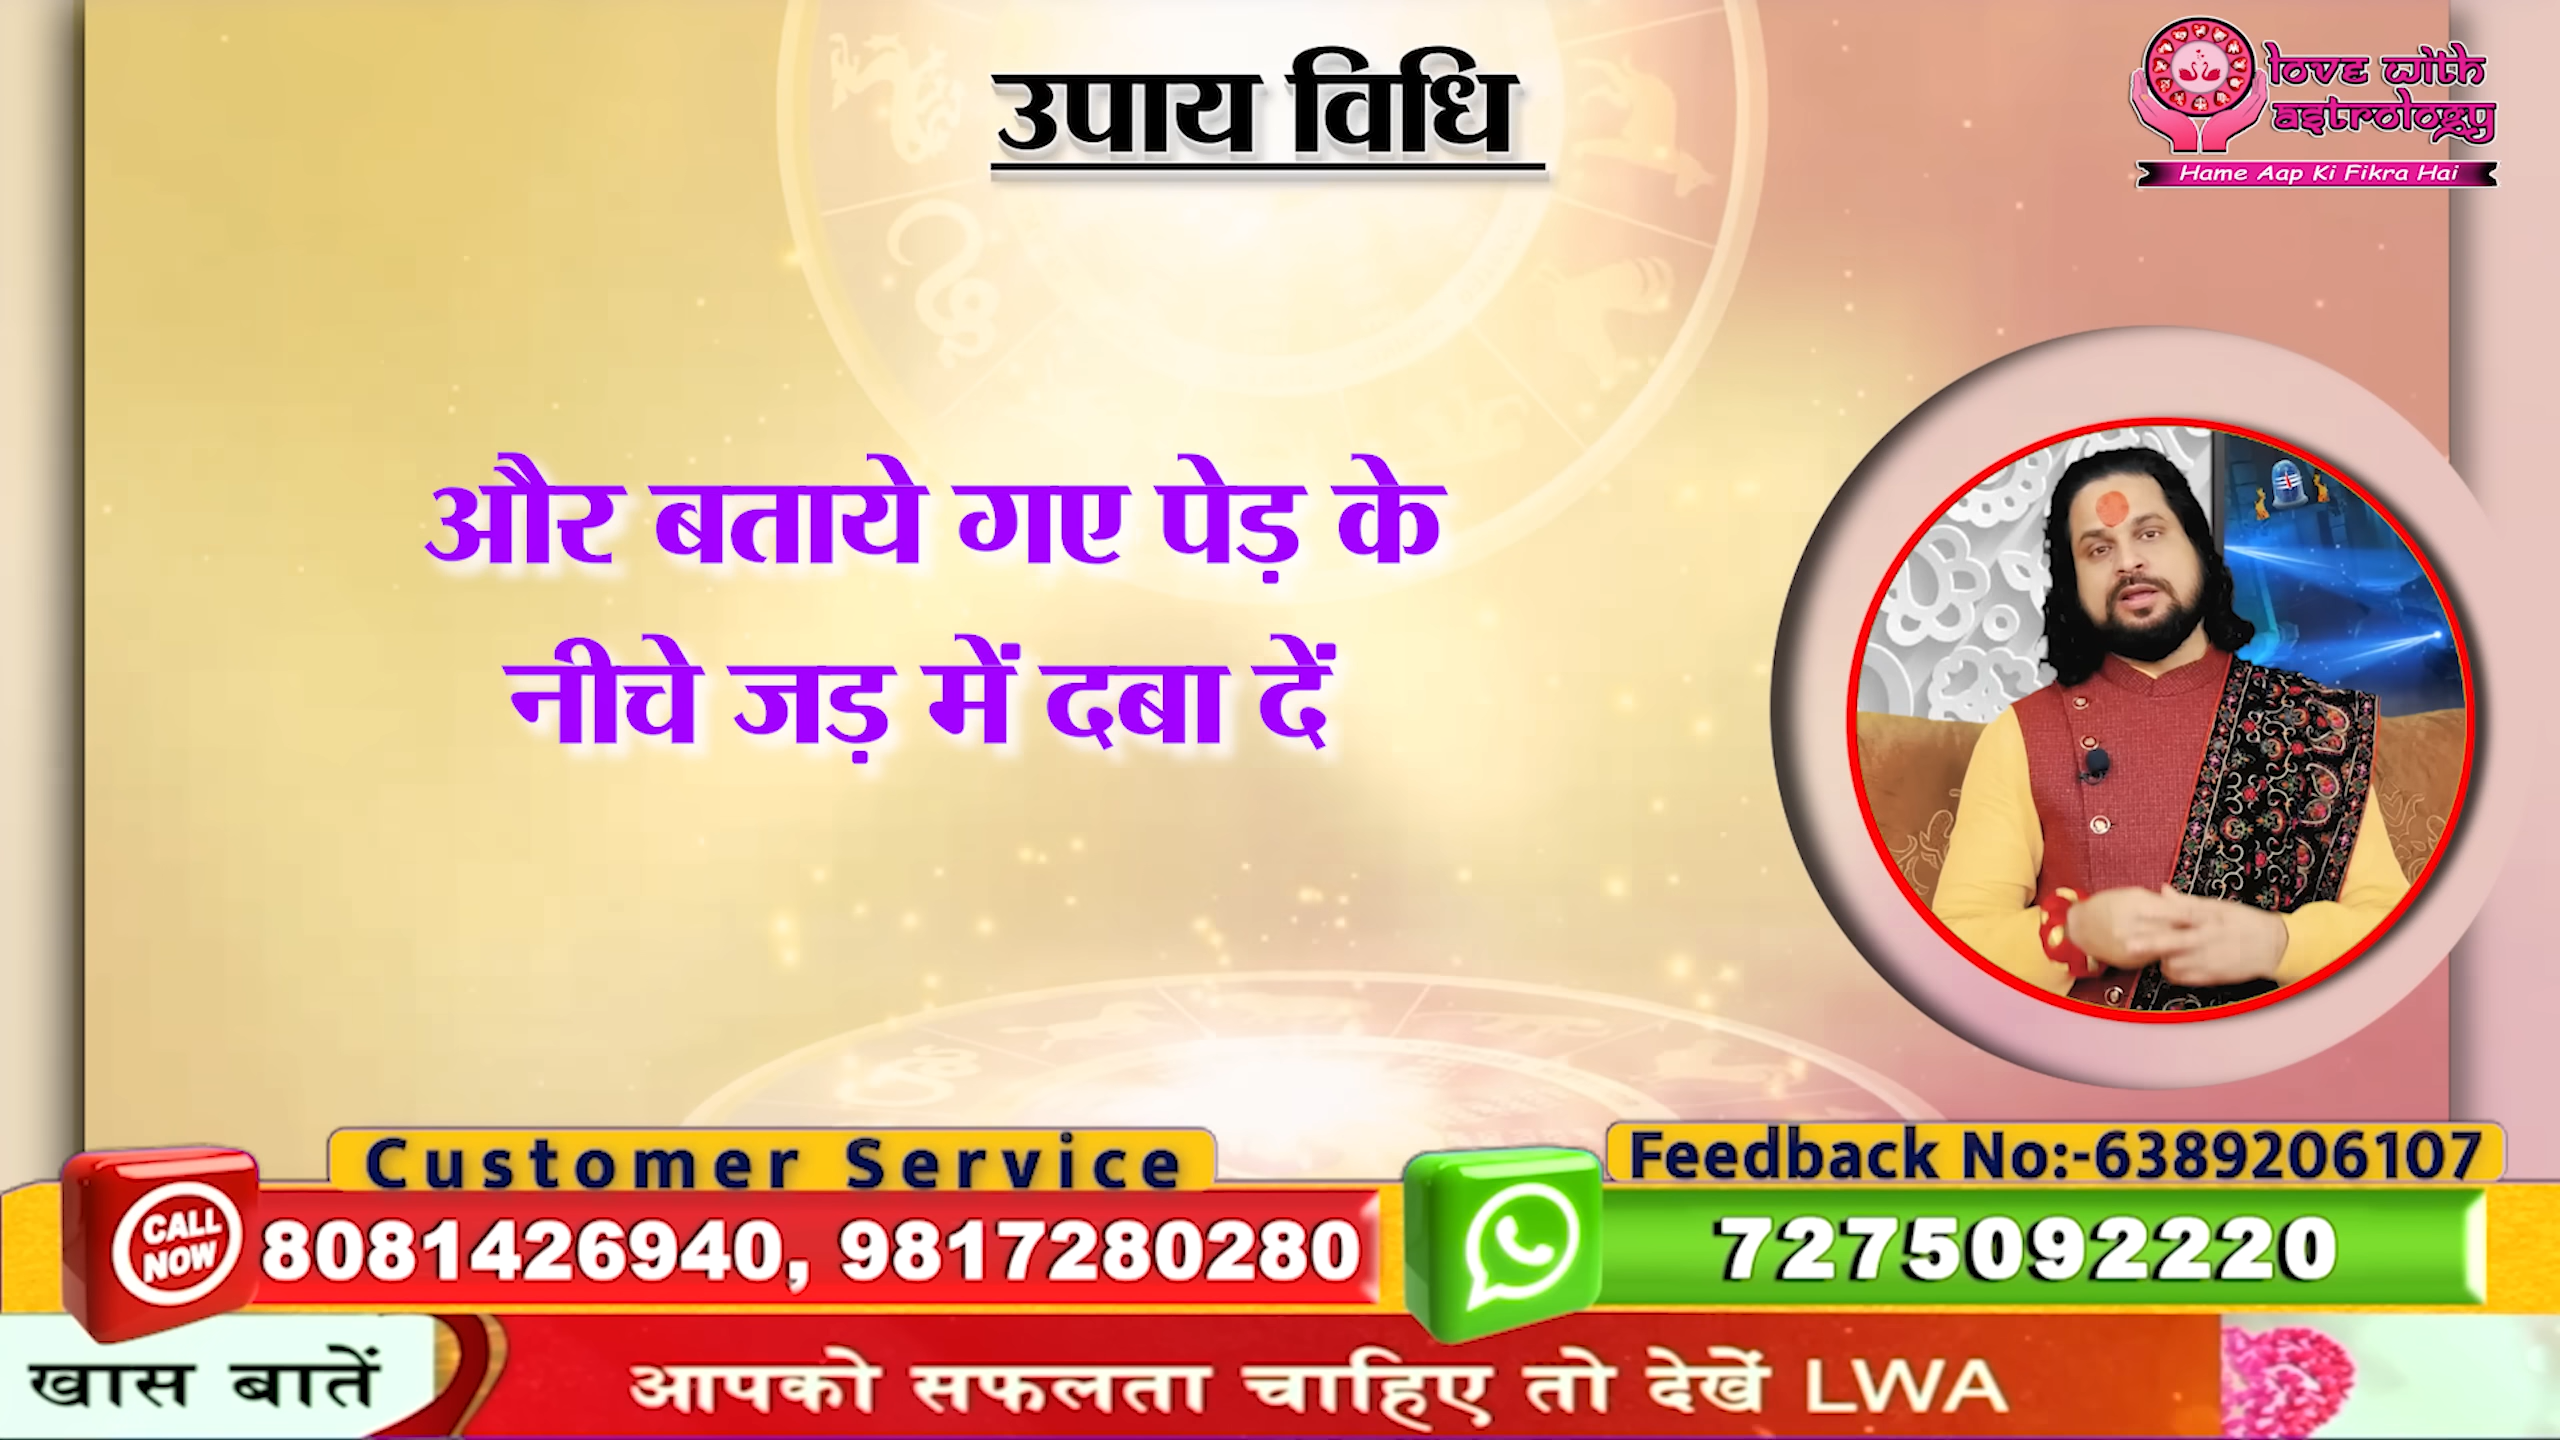 उपाय विधि
love with
astrology
Hame Aap Ki Fikra Hai
और बताये गए पेड़ के
नीचे जड़ में दबा दें
Customer Service
Feedback No:-6389206107
CALL
NOW
8081426940, 9817280280
7275092220
खास बातें
आपको सफलता चाहिए तो देखें LWA